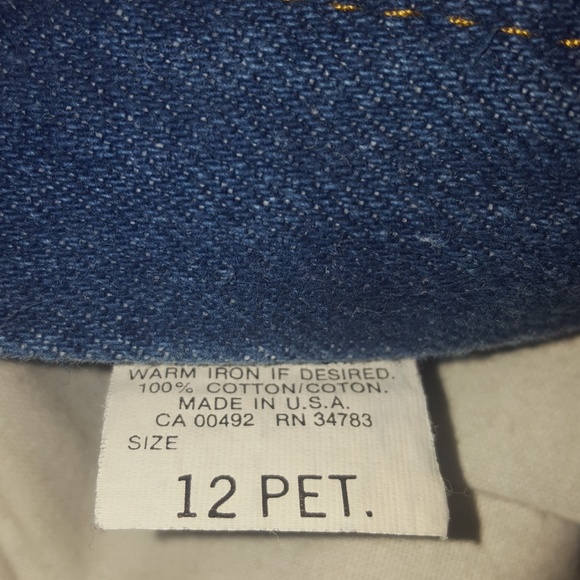 WARM IRON IF DESIRED.
100% COTTON/COTON.
MADE IN U.S.A.
CA 00492 RN 34783
SIZE
12 PET.